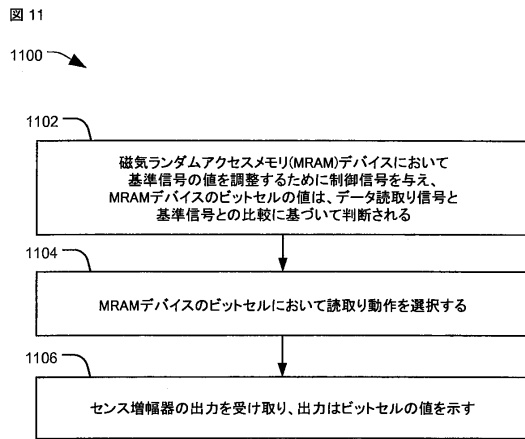 図 11
1100
1102
磁気ランダムアクセスメモリ(MRAM)デバイスにおいて
基準信号の値を調整するために制御信号を与え、
MRAMデバイスのビットセルの値は、データ読取り信号と
基準信号との比較に基づいて判断される
1104
MRAMデバイスのビットセルにおいて読取り動作を選択する
1106
センス増幅器の出力を受け取り、出力はビットセルの値を示す